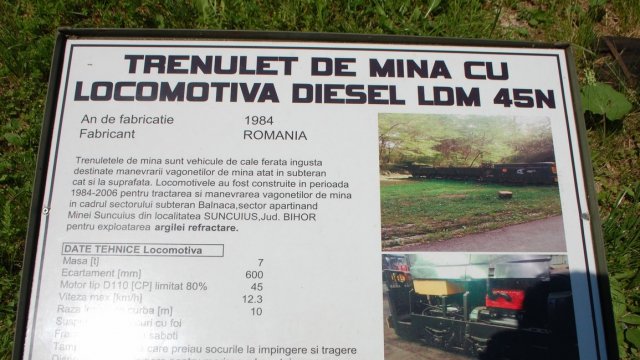 TRENULET DE MINA CU
LOCOMOTIVA DIESEL LDM 45N
An de fabricatie 1984
Fabricant ROMANIA
Trenuletele de mina sunt vehicule de cale ferata ingusta
destinate manevrarii vagonetilor de mina atat in subteran
cat si la suprafata. Locomotivele au fost construite in perioada
1984-2006 pentru tractarea si manevrarea vagonetilor de mina
in cadrul sectorului subteran Balnaca,sector apartinand
Minei Suncuius din localitatea SUNCUIUS,Jud. BIHOR
pentru exploatarea argilei refractare.
DATE TEHNICE Locomotiva
Masa [t] 7
Ecartament [mm] 600
Motor tip D110 [CP] limitat 80% 45
Viteza max [km/h] 12.3
Raza curba [m] 10
cu foi
saboti
care preiau socurile la impingere si tragere